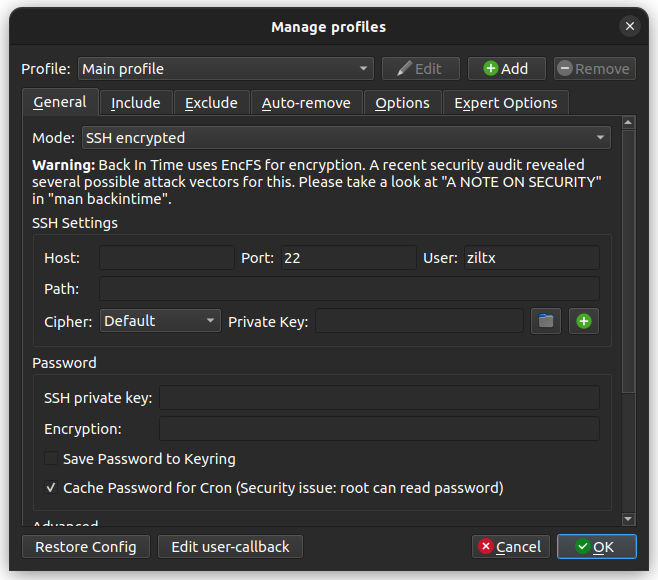 Manage profiles
Profile: Main profile Edit Add Remove
General Include Exclude Auto-remove Options Expert Options
Mode: SSH encrypted
Warning: Back In Time uses EncFS for encryption. A recent security audit revealed
several possible attack vectors for this. Please take a look at "A NOTE ON SECURITY"
in "man backintime".
SSH Settings
Host: Port: 22 User: ziltx
Path:
Cipher: Default Private Key:
Password
SSH private key:
Encryption:
Save Password to Keyring
Cache Password for Cron (Security issue: root can read password)
Advanced
Restore Config Edit user-callback Cancel OK